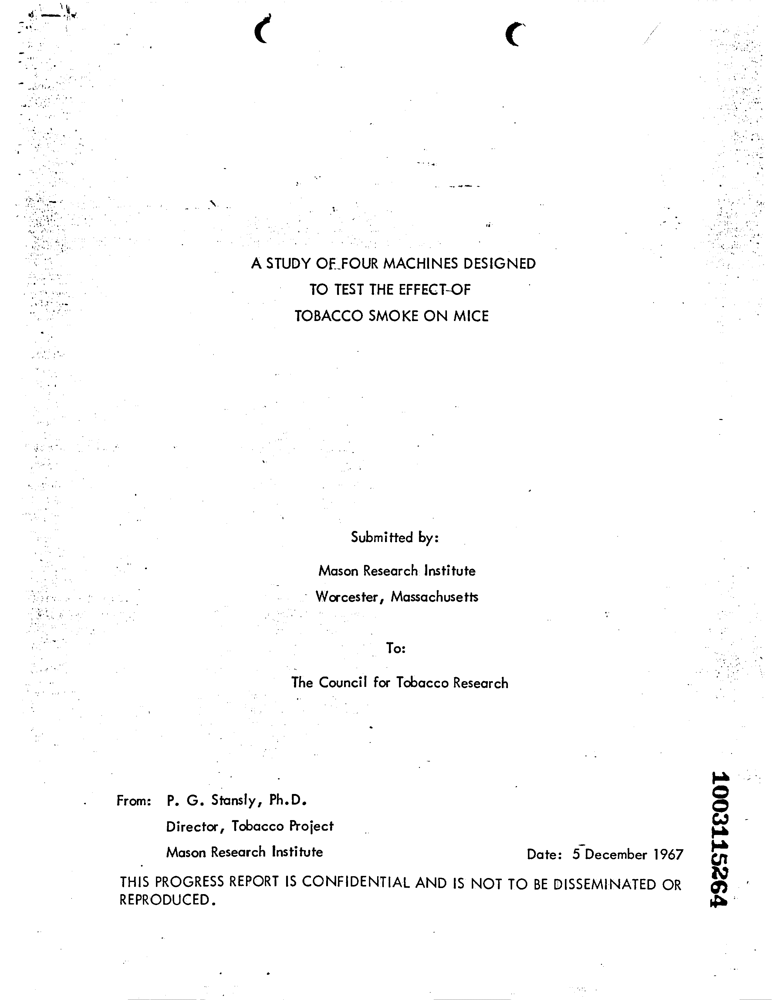 A STUDY OF FOUR MACHINES DESIGNED
TO TEST THE EFFECT OF
TOBACCO SMOKE ON MICE
Submitted by:
Mason Research Institute
Worcester, Massachusetts
To:
The Council for Tobacco Research
From: P. G. Stansly, Ph.D.
Director, Tobacco Project
Mason Research Institute
Date: 5 December 1967
THIS PROGRESS REPORT IS CONFIDENTIAL AND IS NOT TO BE DISSEMINATED OR
REPRODUCED.
1003115264